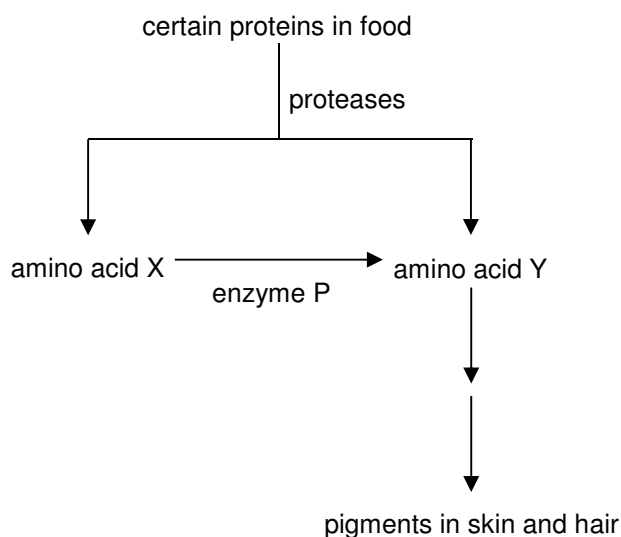 certain proteins in food
proteases
amino acid X
amino acid Y
enzyme P
pigments in skin and hair